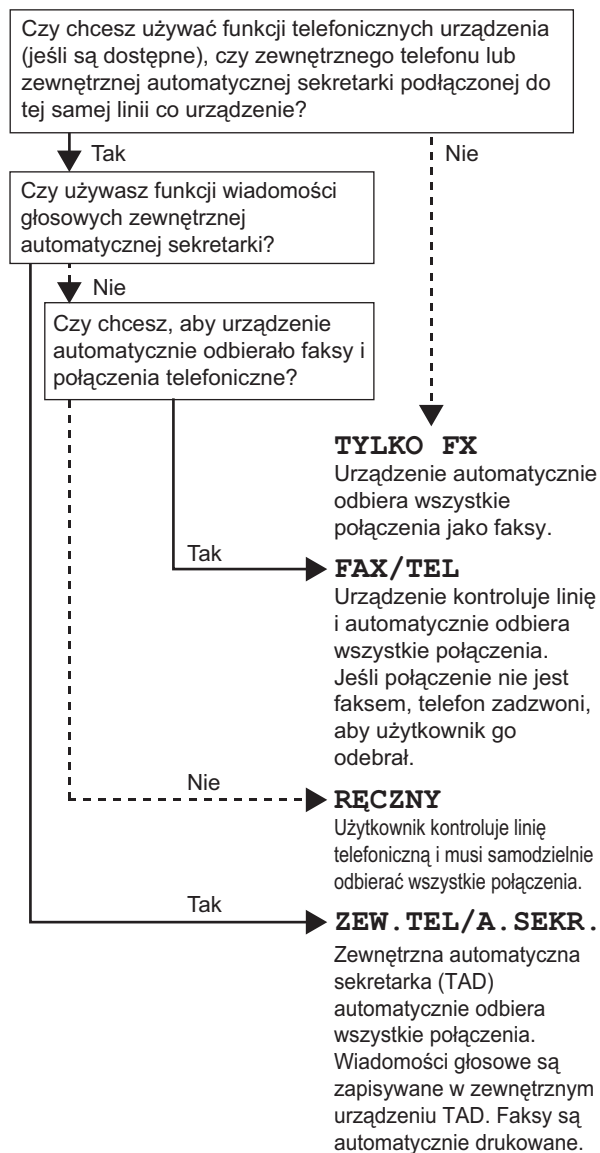 Czy chcesz używać funkcji telefonicznych urządzenia
(jeśli są dostępne), czy zewnętrznego telefonu lub
zewnętrznej automatycznej sekretarki podłączonej do
tej samej linii co urządzenie?
Tak
Nie
Czy używasz funkcji wiadomości
głosowych zewnętrznej
automatycznej sekretarki?
Nie
Czy chcesz, aby urządzenie
automatycznie odbierało faksy i
połączenia telefoniczne?
TYLKO FX
Urządzenie automatycznie
odbiera wszystkie
połączenia jako faksy.
Tak
FAX/TEL
Urządzenie kontroluje linię
i automatycznie odbiera
wszystkie połączenia.
Jeśli połączenie nie jest
faksem, telefon zadzwoni,
aby użytkownik go
odebrał.
Nie
RĘCZNY
Użytkownik kontroluje linię
telefoniczną i musi samodzielnie
odbierać wszystkie połączenia.
Tak
ZEW.TEL/A.SEKR.
Zewnętrzna automatyczna
sekretarka (TAD)
automatycznie odbiera
wszystkie połączenia.
Wiadomości głosowe są
zapisywane w zewnętrznym
urządzeniu TAD. Faksy są
automatycznie drukowane.